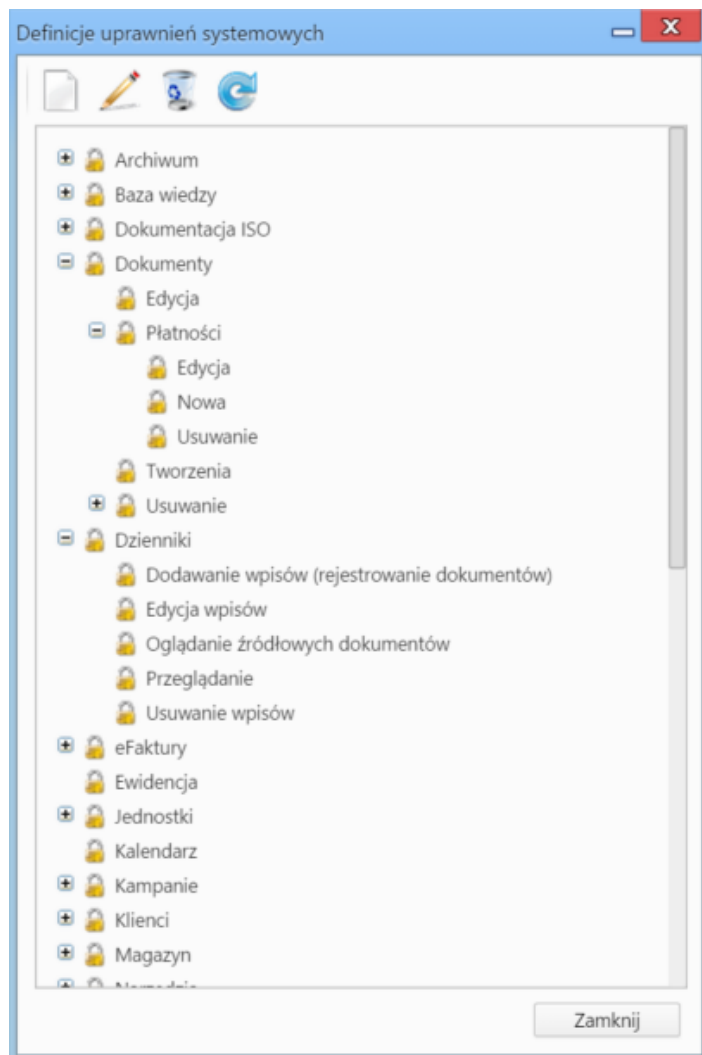 Definicje uprawnień systemowych
Archiwum
Baza wiedzy
Dokumentacja ISO
Dokumenty
Edycja
Płatności
Edycja
Nowa
Usuwanie
Tworzenia
Usuwanie
Dzienniki
Dodawanie wpisów (rejestrowanie dokumentów)
Edycja wpisów
Oglądanie źródłowych dokumentów
Przeglądanie
Usuwanie wpisów
eFaktury
Ewidencja
Jednostki
Kalendarz
Kampanie
Klienci
Magazyn
Zamknij